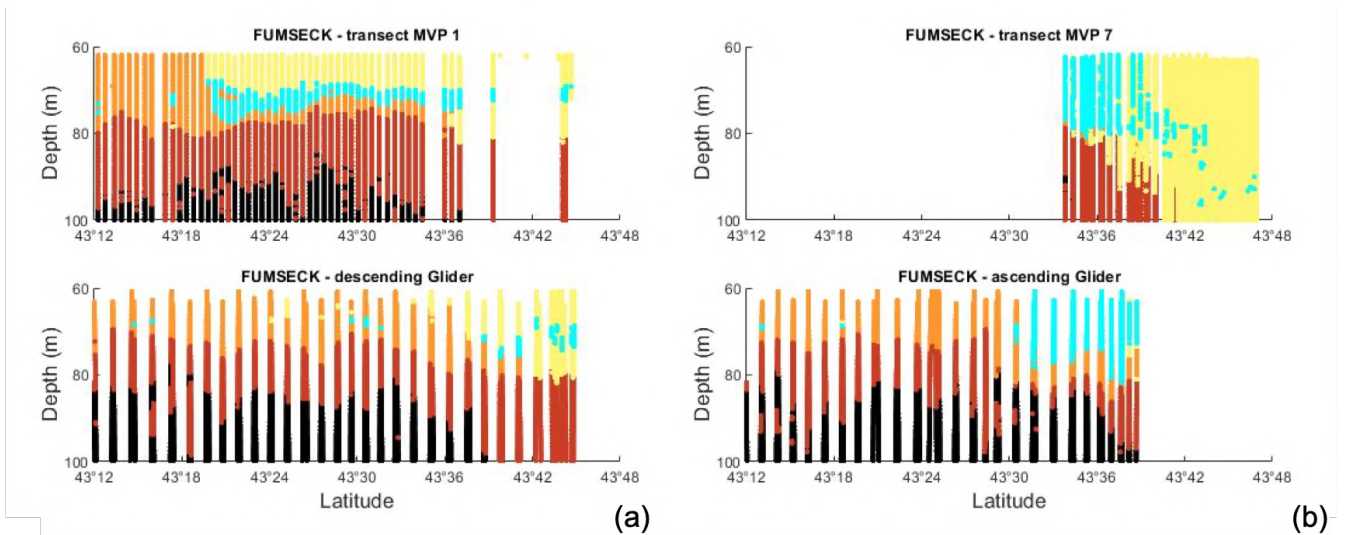 FUMSECK - transect MVP 1
60
80
100
Depth (m)
43°12 43°18 43°24 43°30 43°36 43°42 43°48
FUMSECK - descending Glider
60
80
100
Depth (m)
43°12 43°18 43°24 43°30 43°36 43°42 43°48
Latitude
(a)
FUMSECK - transect MVP 7
60
80
100
Depth (m)
43°12 43°18 43°24 43°30 43°36 43°42 43°48
FUMSECK - ascending Glider
60
80
100
Depth (m)
43°12 43°18 43°24 43°30 43°36 43°42 43°48
Latitude
(b)